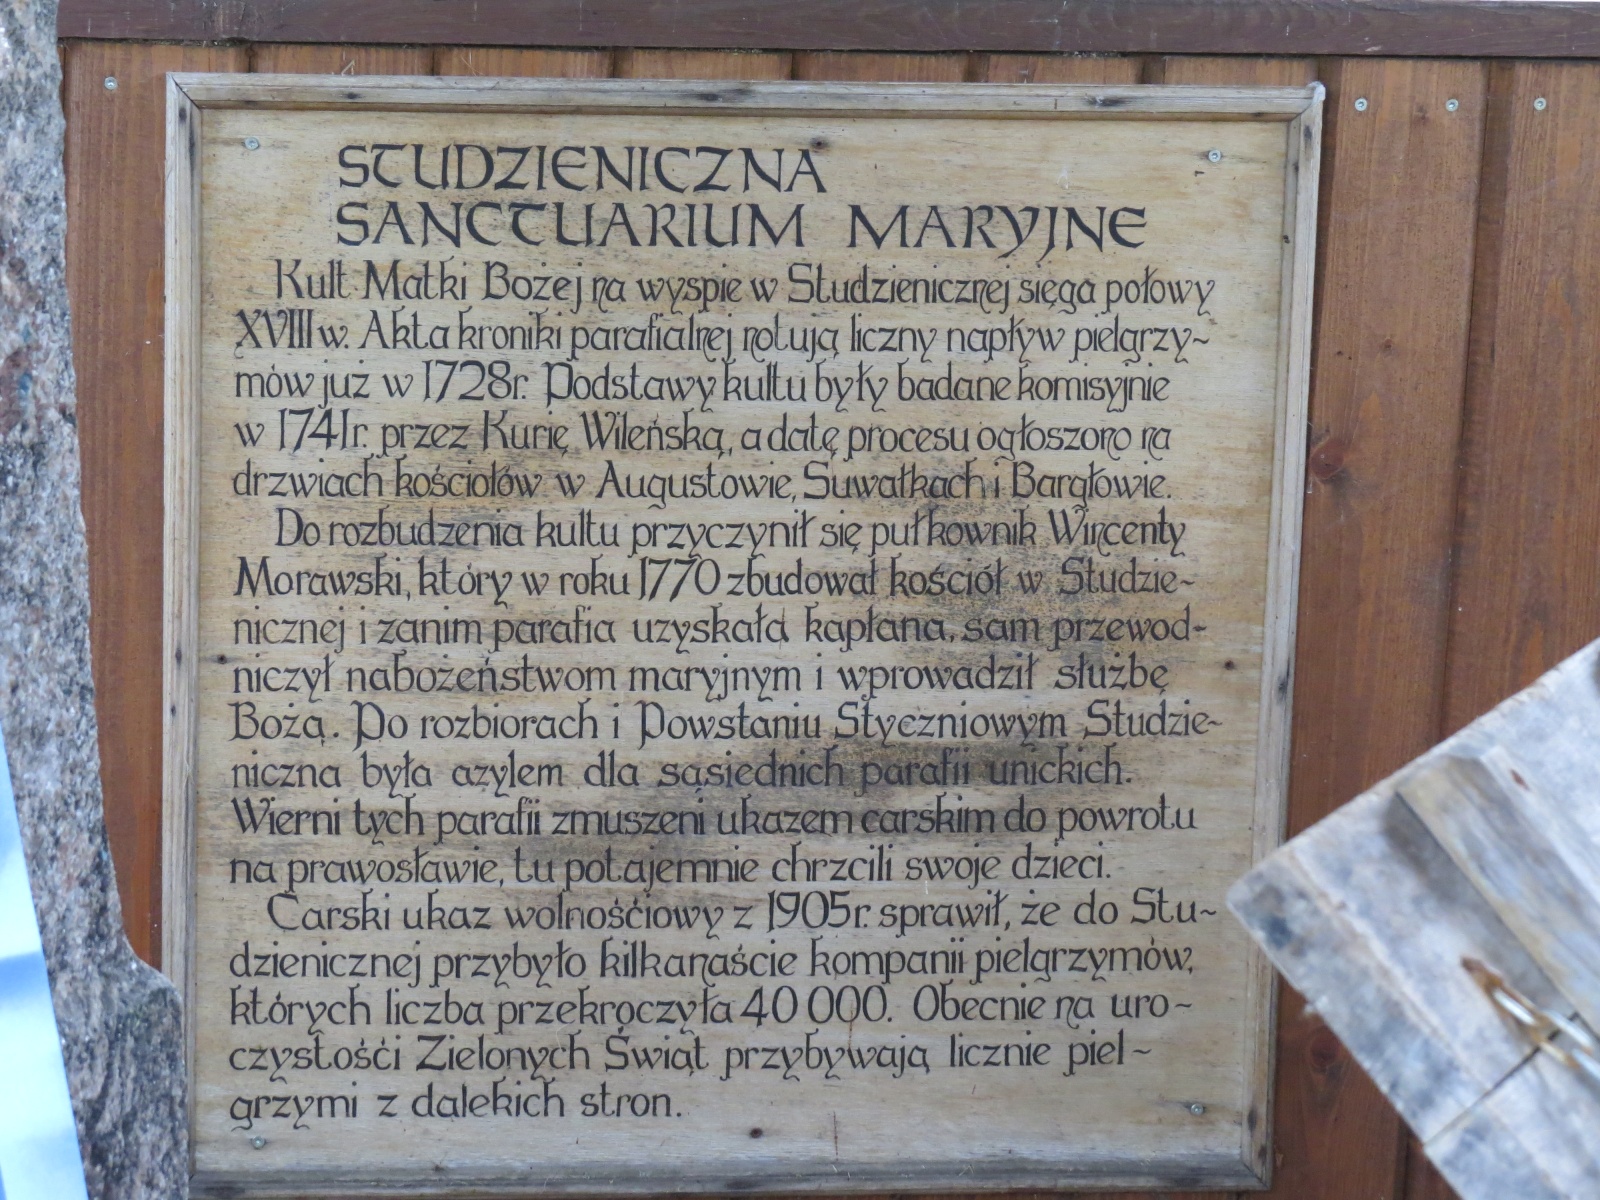 STUDZIENICZNA
SANCTUARIUM MARYJNE
Kult Matki Bożej na wyspie w Studzienicznej sięga połowy
XVIII w. Akta kroniki parafialnej notują liczny napływ pielgrzy~
mów już w 1728r. Podstawy kultu były badane komisyjnie
w 1741r. przez Kurię Wileńską, a datę procesu ogłoszono na
drzwiach kościołów w Augustowie, Suwałkach i Bargłowie.
Do rozbudzenia kultu przyczynił się pułkownik Wincenty
Morawski, który w roku 1770 zbudował kościół w Studzie~
nicznej i zanim parafia uzyskała kapłana, sam przewod-
niczył nabożeństwom maryjnym i wprowadził służbę
Bożą. Po rozbiorach i Powstaniu Styczniowym Studzie~
niczna była azylem dla sąsiednich parafii unickich.
Wierni tych parafii zmuszeni ukazem carskim do powrotu
na prawosławie, tu potajemnie chrzcili swoje dzieci.
Carski ukaz wolnośćiowy z 1905r. sprawił, że do Stu~
dzienicznej przybyło kilkanaście kompanii pielgrzymów,
których liczba przekroczyła 40 000. Obecnie na uro~
czystośći Zielonych Świąt przybywają licznie piel~
grzymi z dalekich stron.